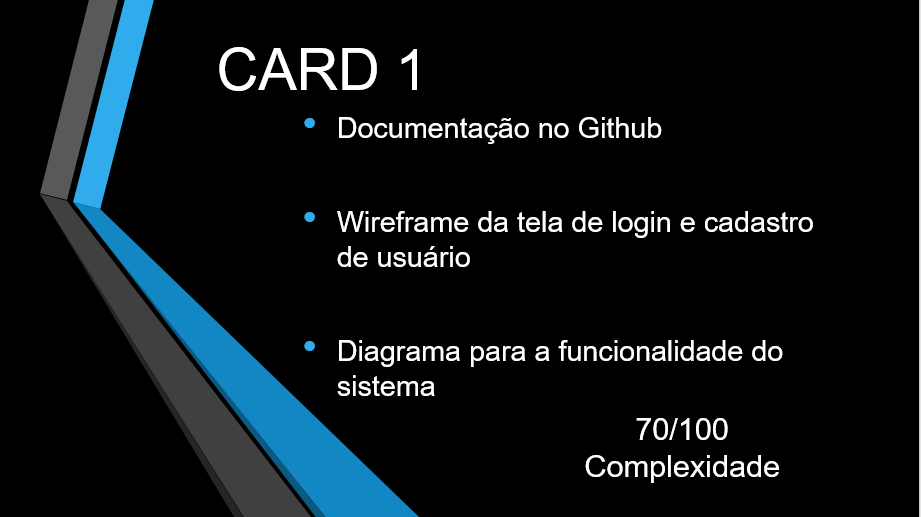 CARD 1
Documentação no Github
Wireframe da tela de login e cadastro
de usuário
Diagrama para a funcionalidade do
sistema
70/100
Complexidade